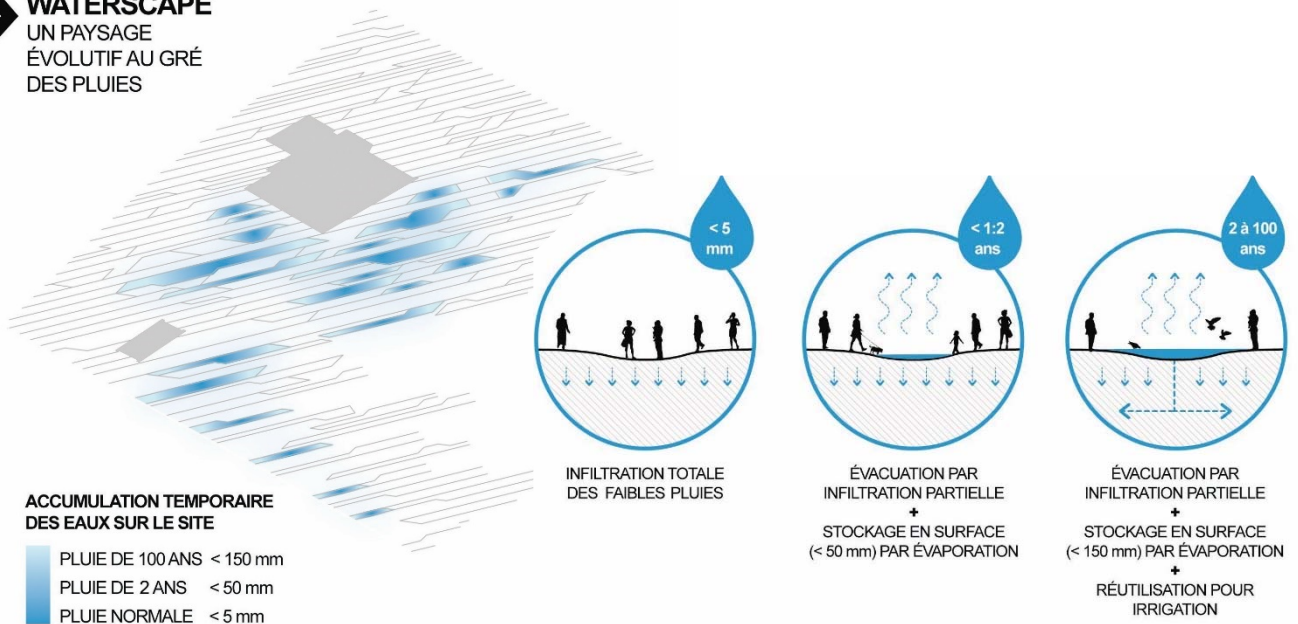 WATERSCAPE
UN PAYSAGE
ÉVOLUTIF AU GRÉ
DES PLUIES
< 5
mm
< 1:2
ans
2 à 100
ans
INFILTRATION TOTALE
DES FAIBLES PLUIES
ÉVACUATION PAR
INFILTRATION PARTIELLE
+
STOCKAGE EN SURFACE
(< 50 mm) PAR ÉVAPORATION
ÉVACUATION PAR
INFILTRATION PARTIELLE
+
STOCKAGE EN SURFACE
(< 150 mm) PAR ÉVAPORATION
+
RÉUTILISATION POUR
IRRIGATION
ACCUMULATION TEMPORAIRE
DES EAUX SUR LE SITE
PLUIE DE 100 ANS < 150 mm
PLUIE DE 2 ANS < 50 mm
PLUIE NORMALE < 5 mm